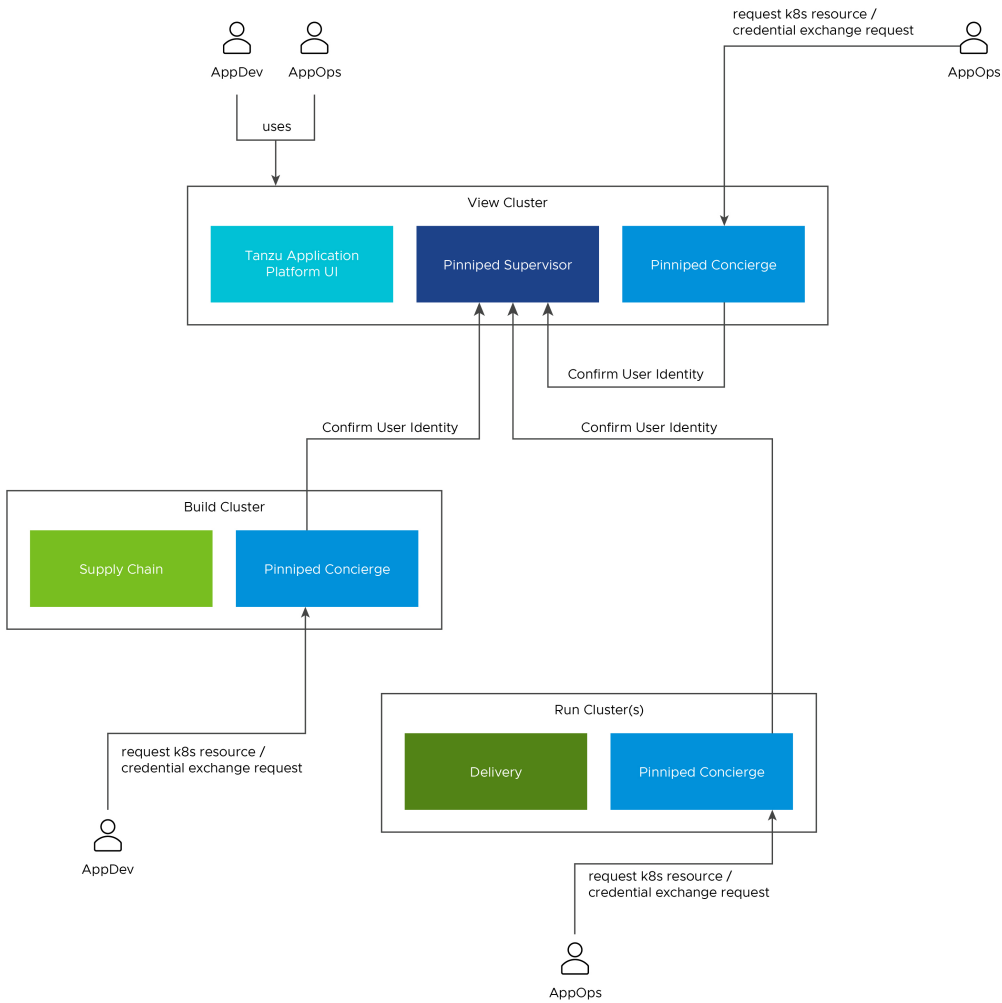 request k8s resource /
credential exchange request
AppDev
AppOps
AppOps
uses
View Cluster
Tanzu Application
Platform UI
Pinniped Supervisor
Pinniped Concierge
Confirm User Identity
Confirm User Identity
Confirm User Identity
Build Cluster
Supply Chain
Pinniped Concierge
Run Cluster(s)
request k8s resource /
credential exchange request
Delivery
Pinniped Concierge
AppDev
request k8s resource /
credential exchange request
AppOps